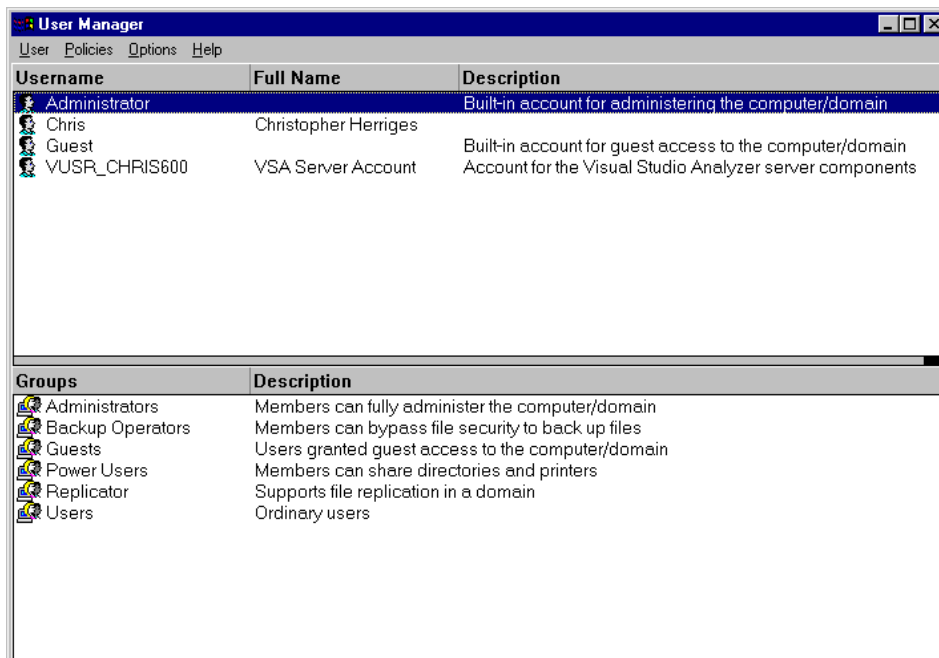 User Manager
User Policies Options Help
Username Full Name Description
Administrator Built-in account for administering the computer/domain
Chris Christopher Herriges
Guest Built-in account for guest access to the computer/domain
VUSR_CHRIS600 VSA Server Account Account for the Visual Studio Analyzer server components
Groups Description
Administrators Members can fully administer the computer/domain
Backup Operators Members can bypass file security to back up files
Guests Users granted guest access to the computer/domain
Power Users Members can share directories and printers
Replicator Supports file replication in a domain
Users Ordinary users